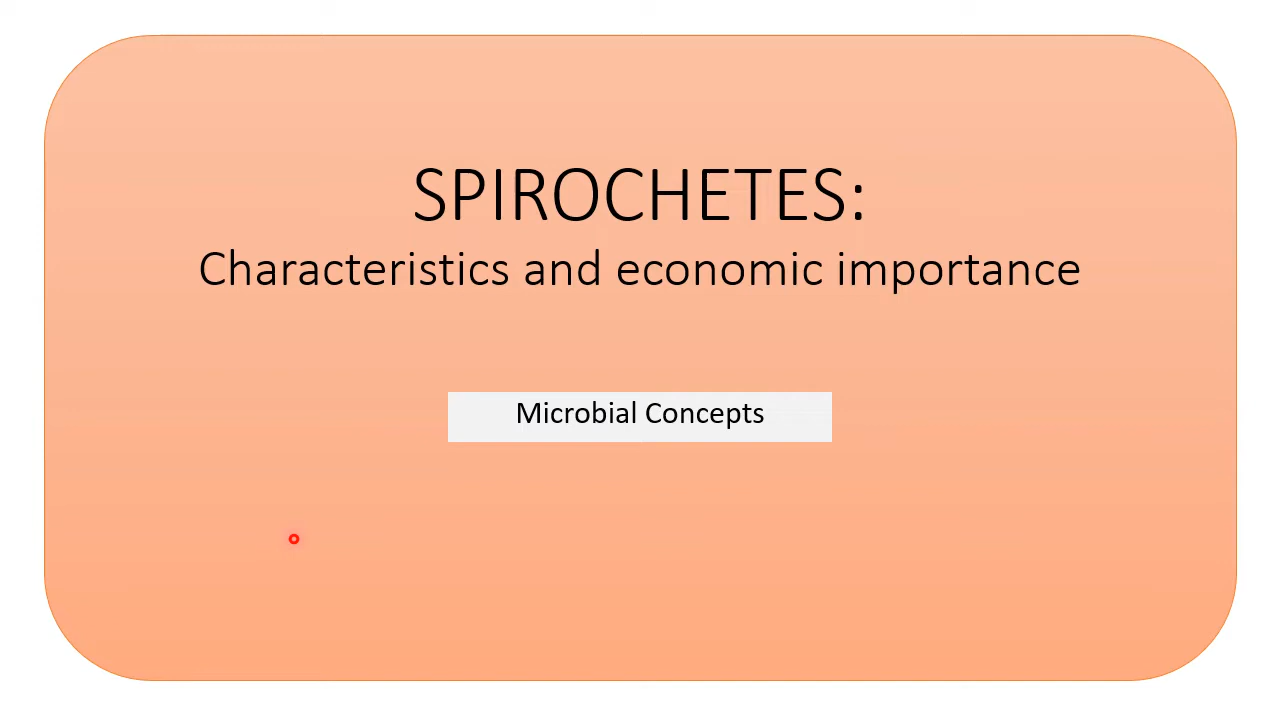 SPIROCHETES:
Characteristics and economic importance
Microbial Concepts